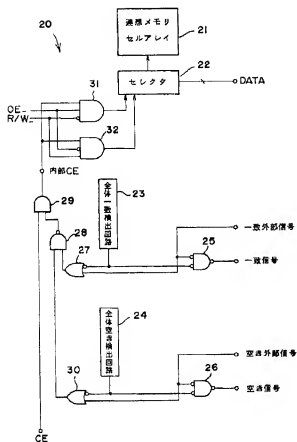 20
連想メモリ
セルアレイ
21
22
セレクタ
DATA
31
OE_
R/W_
32
内部CE
29
28
27
全体一致検出回路
23
25
一致外部信号
一致信号
全体空き検出回路
24
30
26
空き外部信号
空き信号
CE